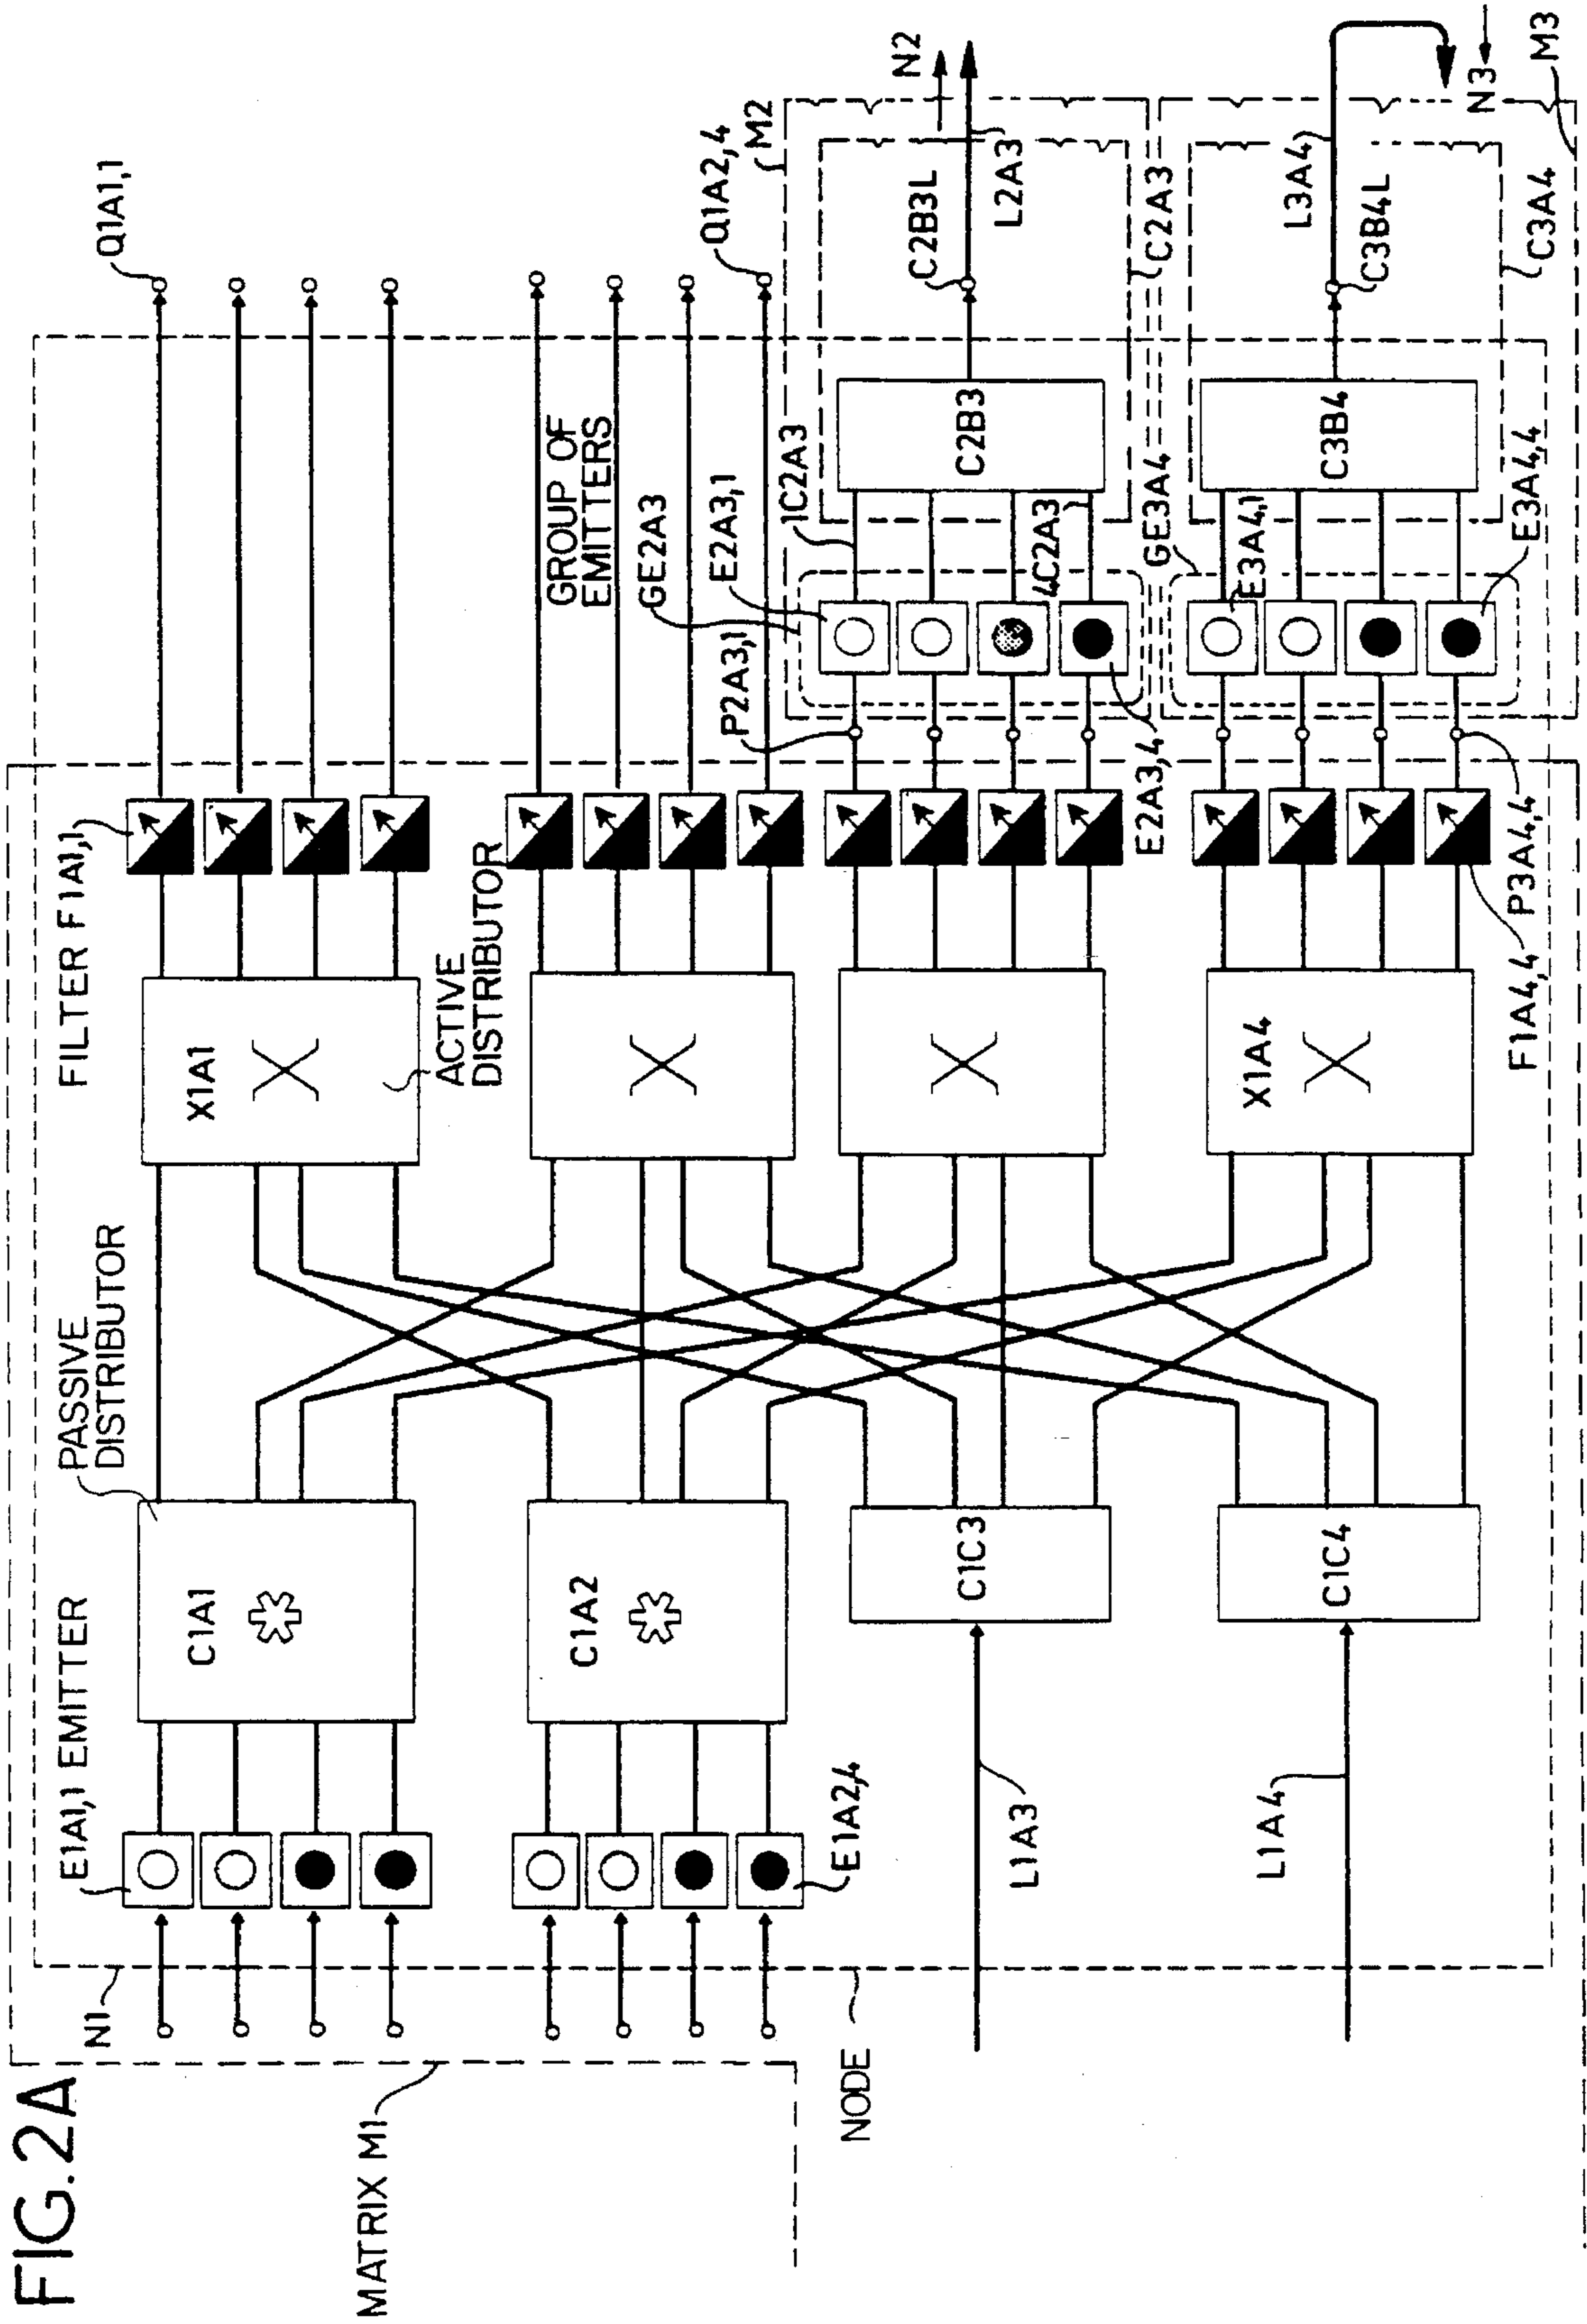 FIG.2A
MATRIX M1
NODE
N1
E1A1,1 EMITTER
PASSIVE
DISTRIBUTOR
FILTER F1A1,1
Q1A1,1
C1A1
X1A1
ACTIVE
DISTRIBUTOR
C1A2
E1A2,4
GROUP OF
EMITTERS
GE2A3
E2A3,1
P2A3,1
1C2A3
Q1A2,4
M2
N2
C2B3L
L2A3
C2B3
4C2A3
C2A3
E2A3,4
L1A3
C1C3
GE3A4
E3A4,1
C3B4
L3A4
C3B4L
N3
M3
C3A4
E3A4,4
P3A4,4
F1A4,4
X1A4
C1C4
L1A4